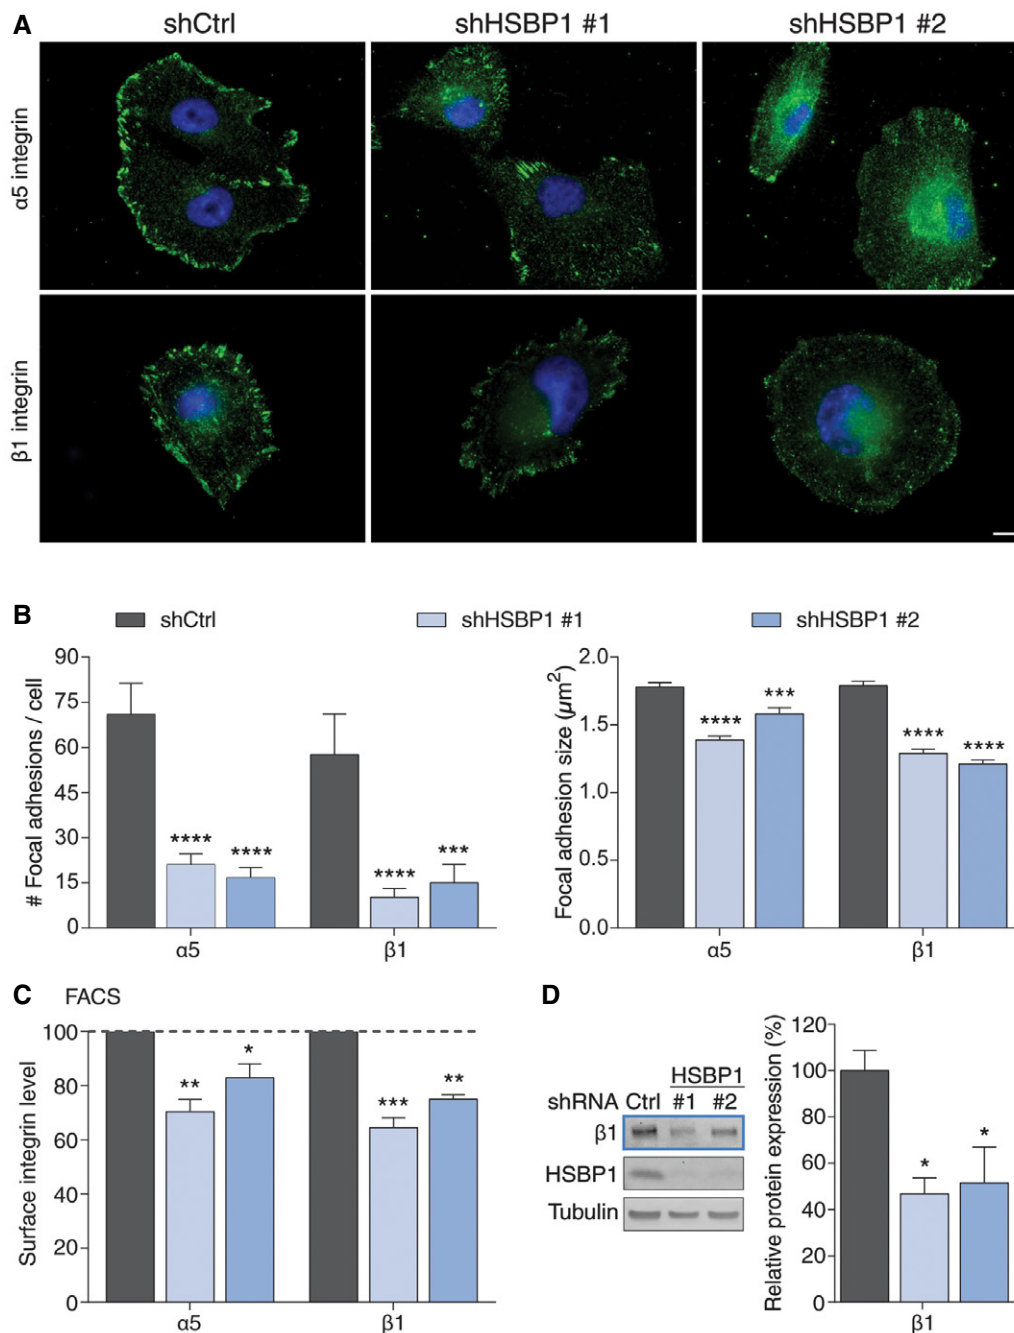 A
shCtrl
shHSBP1 #1
shHSBP1 #2
α5 integrin
β1 integrin
B
shCtrl
shHSBP1 #1
shHSBP1 #2
# Focal adhesions / cell
90
75
60
45
30
15
0
****
****
****
***
α5
β1
Focal adhesion size (µm²)
2.0
1.5
1.0
0.5
0.0
****
***
****
****
α5
β1
C
FACS
Surface integrin level
100
80
60
40
20
0
**
*
***
**
α5
β1
D
HSBP1
shRNA Ctrl #1 #2
β1
HSBP1
Tubulin
Relative protein expression (%)
120
100
80
60
40
20
0
*
*
β1